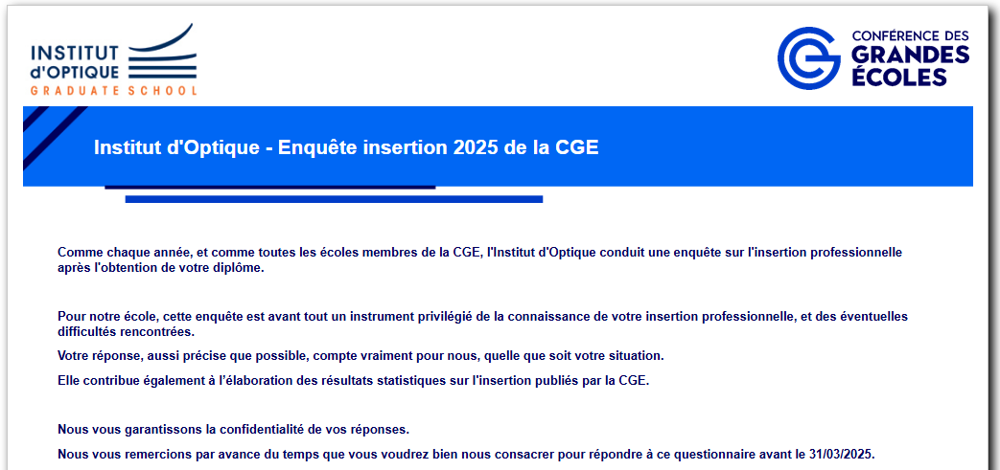 INSTITUT
d'OPTIQUE
GRADUATE SCHOOL
CONFÉRENCE DES
GRANDES
ÉCOLES
Institut d'Optique - Enquête insertion 2025 de la CGE
Comme chaque année, et comme toutes les écoles membres de la CGE, l'Institut d'Optique conduit une enquête sur l'insertion professionnelle
après l'obtention de votre diplôme.
Pour notre école, cette enquête est avant tout un instrument privilégié de la connaissance de votre insertion professionnelle, et des éventuelles
difficultés rencontrées.
Votre réponse, aussi précise que possible, compte vraiment pour nous, quelle que soit votre situation.
Elle contribue également à l'élaboration des résultats statistiques sur l'insertion publiés par la CGE.
Nous vous garantissons la confidentialité de vos réponses.
Nous vous remercions par avance du temps que vous voudrez bien nous consacrer pour répondre à ce questionnaire avant le 31/03/2025.